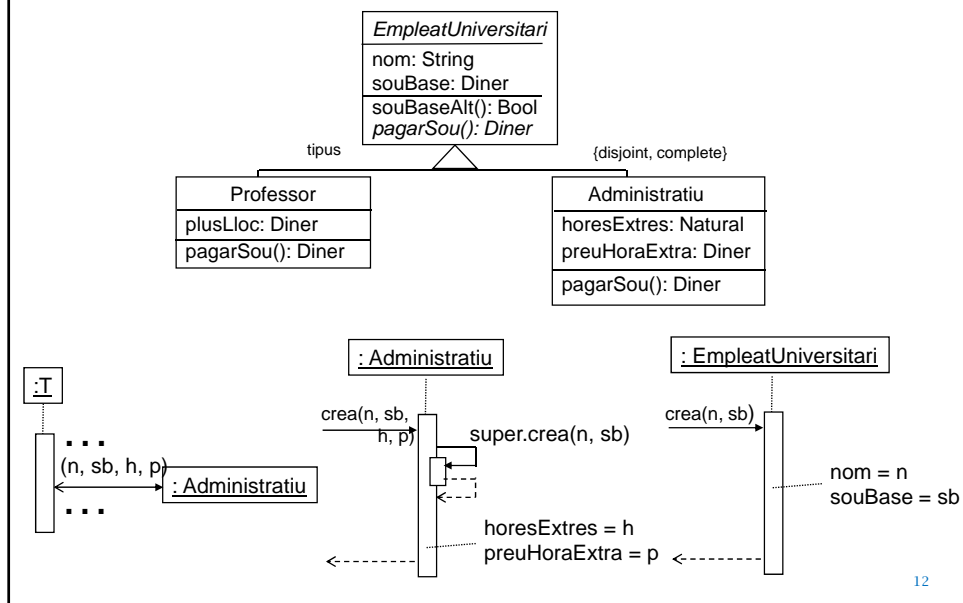 EmpleatUniversitari
nom: String
souBase: Diner
souBaseAlt(): Bool
pagarSou(): Diner
tipus
{disjoint, complete}
Professor
plusLloc: Diner
pagarSou(): Diner
Administratiu
horesExtres: Natural
preuHoraExtra: Diner
pagarSou(): Diner
:T
. . .
(n, sb, h, p)
: Administratiu
. . .
: Administratiu
crea(n, sb,
h, p)
super.crea(n, sb)
horesExtres = h
preuHoraExtra = p
: EmpleatUniversitari
crea(n, sb)
nom = n
souBase = sb
12